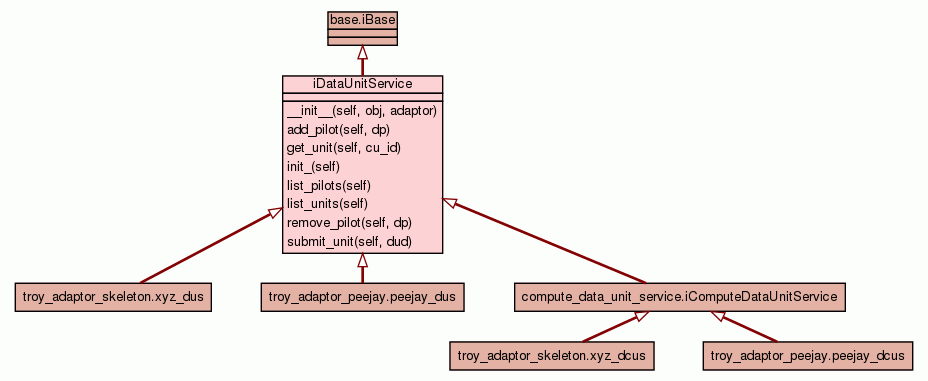 base.iBase
iDataUnitService
__init__(self, obj, adaptor)
add_pilot(self, dp)
get_unit(self, cu_id)
init_(self)
list_pilots(self)
list_units(self)
remove_pilot(self, dp)
submit_unit(self, dud)
troy_adaptor_skeleton.xyz_dus
troy_adaptor_peejay.peejay_dus
compute_data_unit_service.iComputeDataUnitService
troy_adaptor_skeleton.xyz_dcus
troy_adaptor_peejay.peejay_dcus